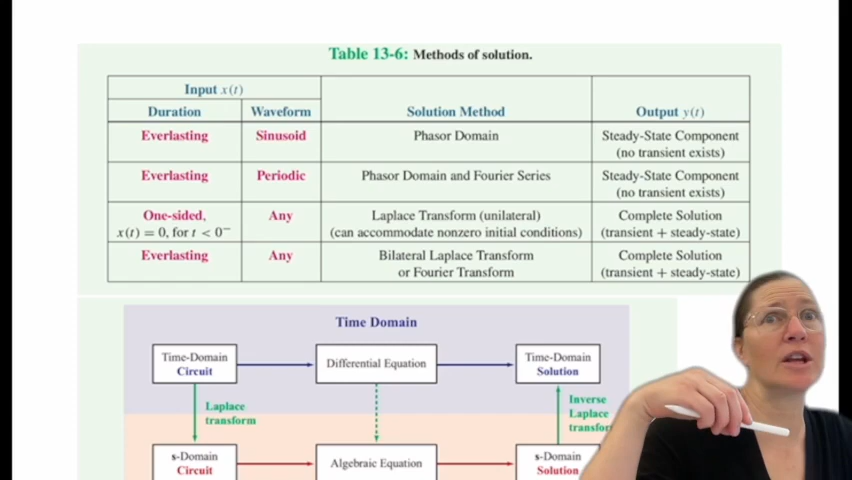 Table 13-6: Methods of solution.
Input x(t)
Duration Waveform Solution Method Output y(t)
Everlasting Sinusoid Phasor Domain Steady-State Component
(no transient exists)
Everlasting Periodic Phasor Domain and Fourier Series Steady-State Component
(no transient exists)
One-sided, Any Laplace Transform (unilateral) Complete Solution
x(t) = 0, for t < 0⁻ (can accommodate nonzero initial conditions) (transient + steady-state)
Everlasting Any Bilateral Laplace Transform Complete Solution
or Fourier Transform (transient + steady-state)
Time Domain
Time-Domain
Circuit
Differential Equation
Time-Domain
Solution
Laplace
transform
Inverse
Laplace
s-Domain
Circuit
Algebraic Equation
s-Domain
Solution